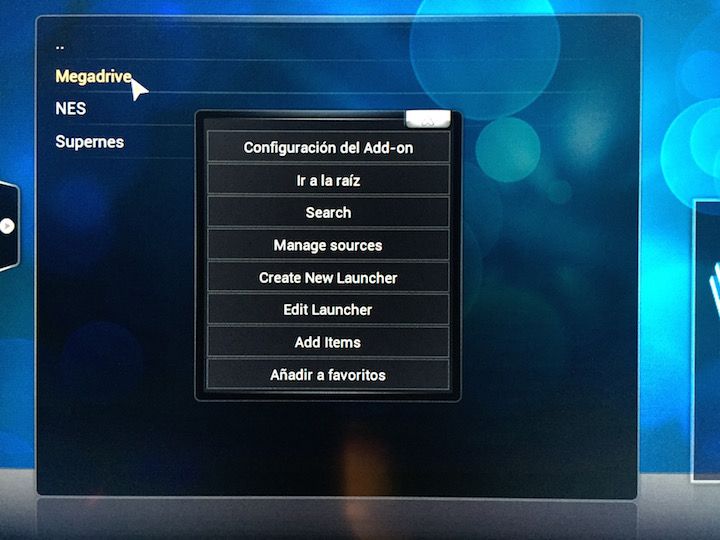 ..
Megadrive
NES
Supernes
Configuración del Add-on
Ir a la raíz
Search
Manage sources
Create New Launcher
Edit Launcher
Add Items
Añadir a favoritos